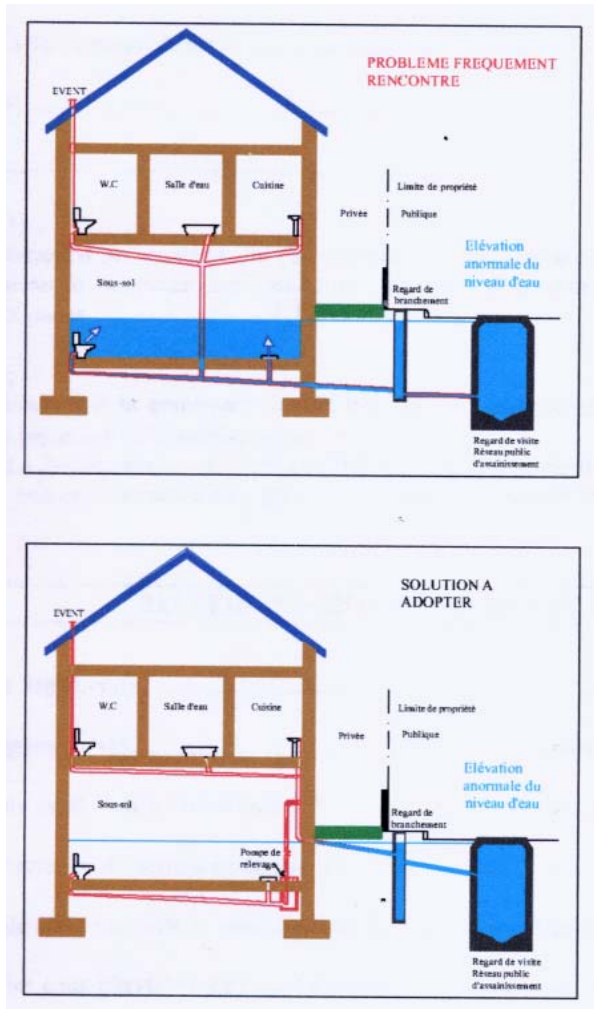 PROBLEME FREQUEMENT
RENCONTRE
EVENT
W.C
Salle d'eau
Cuisine
Limite de propriété
Privée
Publique
Elévation
anormale du
niveau d'eau
Sous-sol
Regard de
branchement
Regard de visite
Réseau public
d'assainissement
SOLUTION A
ADOPTER
EVENT
W.C
Salle d'eau
Cuisine
Limite de propriété
Privée
Publique
Elévation
anormale du
niveau d'eau
Sous-sol
Regard de
branchement
Pompe de
relevage
Regard de visite
Réseau public
d'assainissement